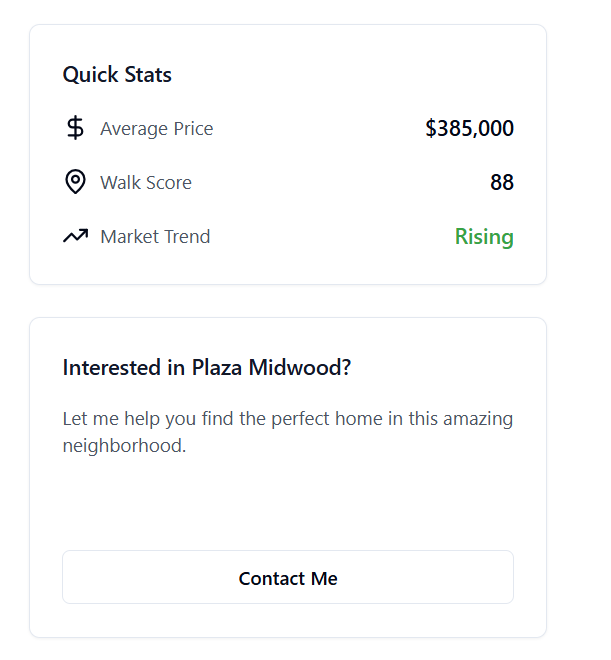 Quick Stats
Average Price $385,000
Walk Score 88
Market Trend Rising
Interested in Plaza Midwood?
Let me help you find the perfect home in this amazing
neighborhood.
Contact Me